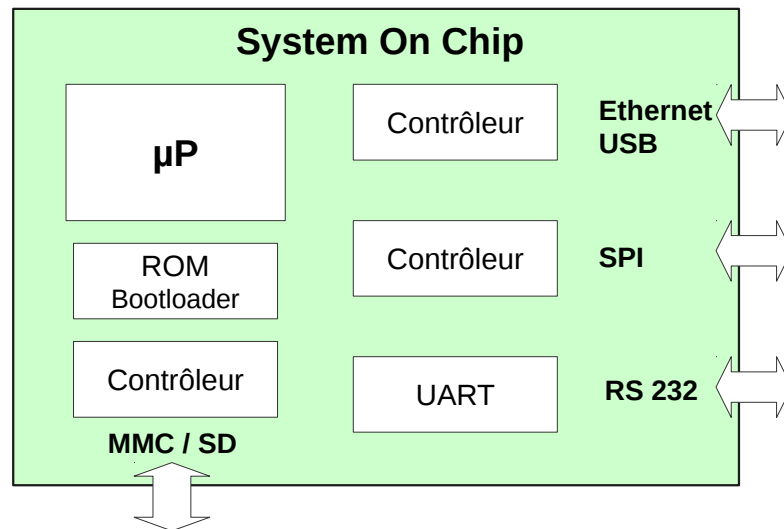 System On Chip
µP
Contrôleur
Ethernet
USB
ROM
Bootloader
Contrôleur
SPI
Contrôleur
MMC / SD
UART
RS 232